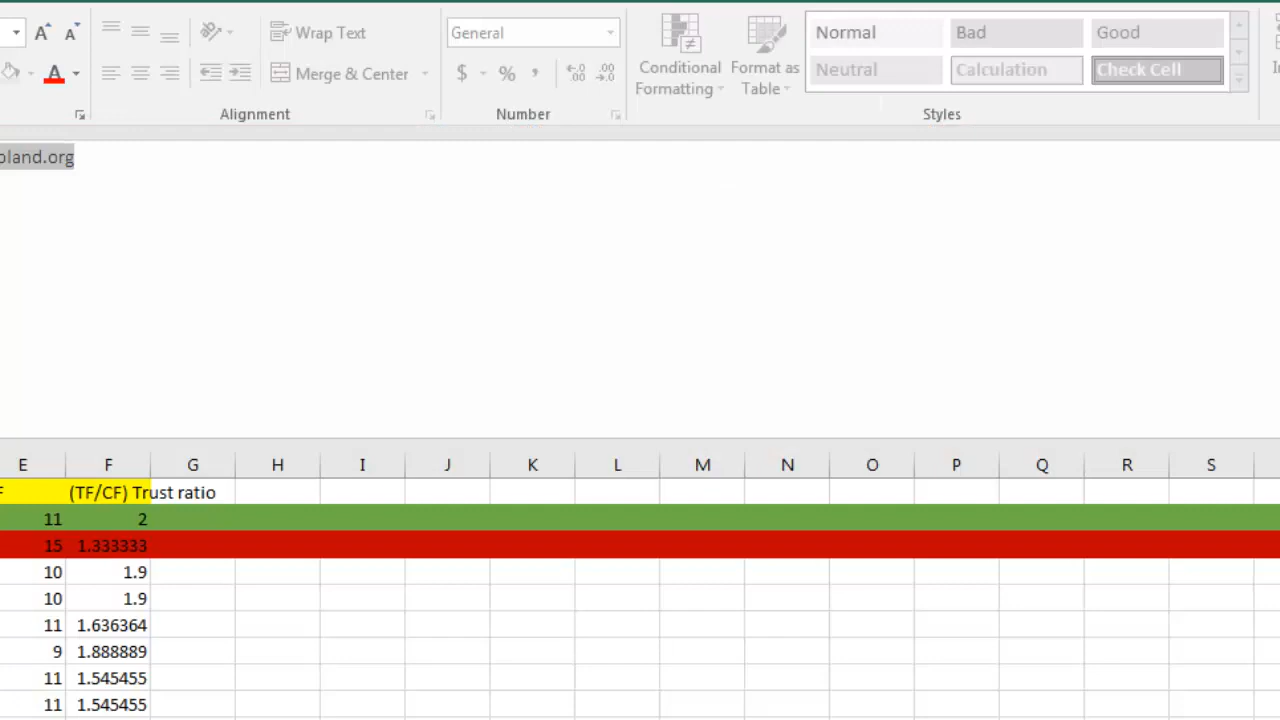 A A Wrap Text General Normal Bad Good
A Merge & Center $ % , .00 .00 Conditional Formatting Format as Table Neutral Calculation Check Cell
Alignment Number Styles
oland.org
E F G H I J K L M N O P Q R S
F (TF/CF) Trust ratio
11 2
15 1.333333
10 1.9
10 1.9
11 1.636364
9 1.888889
11 1.545455
11 1.545455